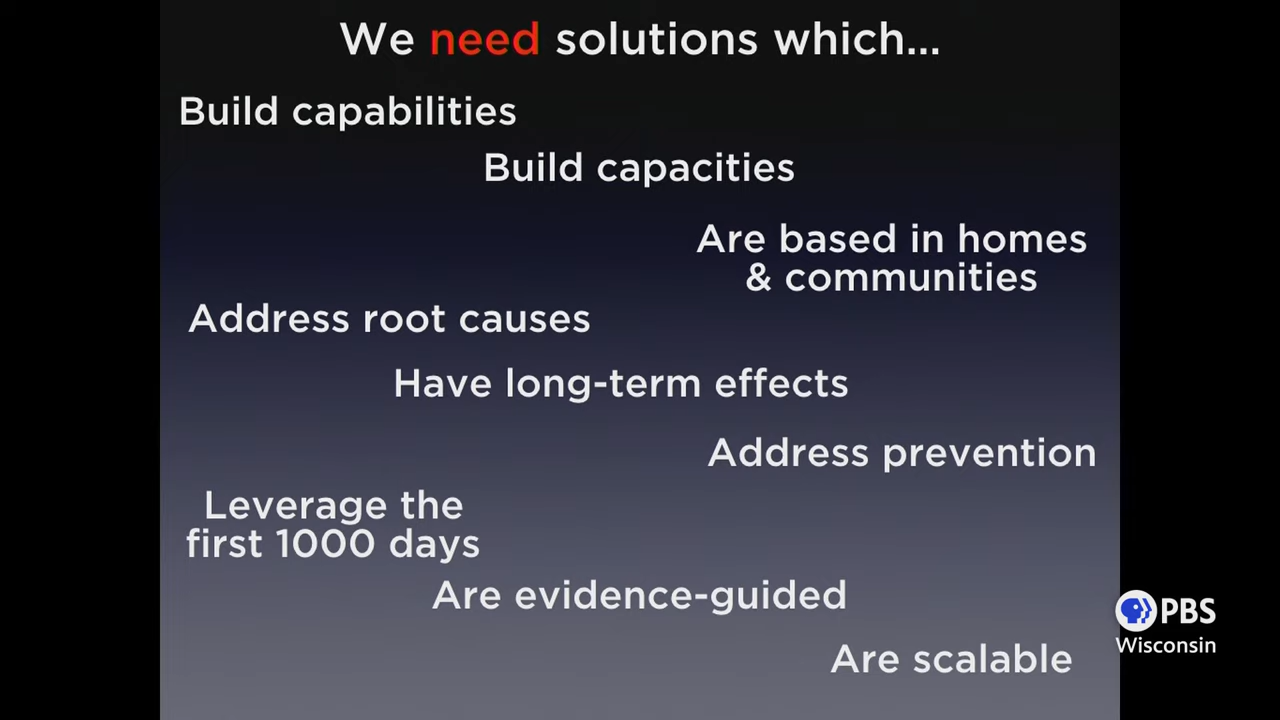 We need solutions which...
Build capabilities
Build capacities
Are based in homes
& communities
Address root causes
Have long-term effects
Address prevention
Leverage the
first 1000 days
Are evidence-guided
Are scalable
PBS
Wisconsin